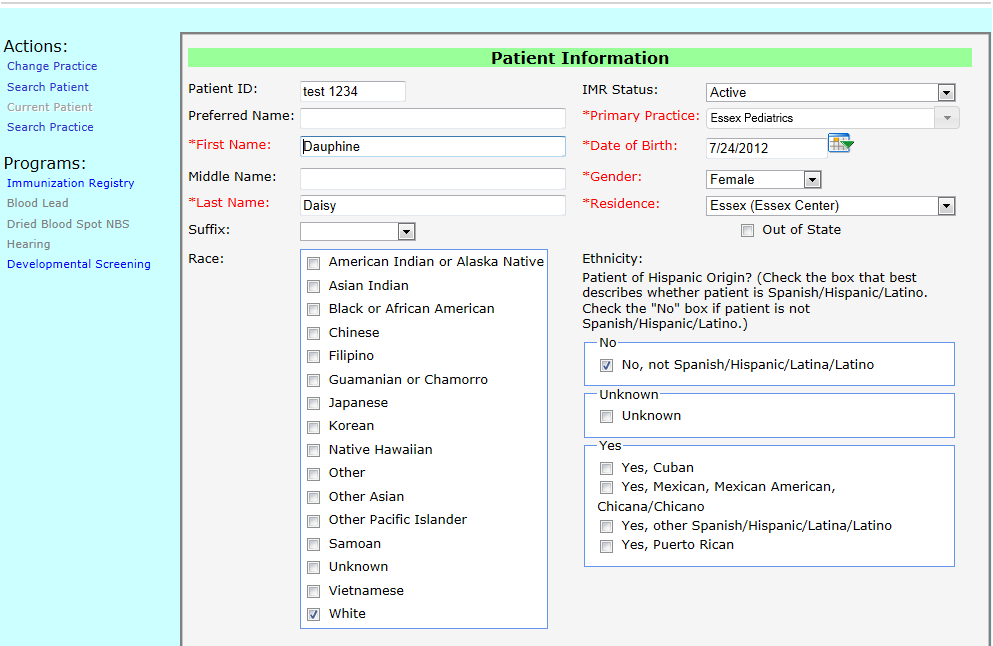 Actions:
Change Practice
Search Patient
Current Patient
Search Practice
Programs:
Immunization Registry
Blood Lead
Dried Blood Spot NBS
Hearing
Developmental Screening
Patient Information
Patient ID: test 1234
Preferred Name:
*First Name: Dauphine
Middle Name:
*Last Name: Daisy
Suffix:
Race:
American Indian or Alaska Native
Asian Indian
Black or African American
Chinese
Filipino
Guamanian or Chamorro
Japanese
Korean
Native Hawaiian
Other
Other Asian
Other Pacific Islander
Samoan
Unknown
Vietnamese
White
IMR Status: Active
*Primary Practice: Essex Pediatrics
*Date of Birth: 7/24/2012
*Gender: Female
*Residence: Essex (Essex Center)
Out of State
Ethnicity:
Patient of Hispanic Origin? (Check the box that best
describes whether patient is Spanish/Hispanic/Latino.
Check the "No" box if patient is not
Spanish/Hispanic/Latino.)
No
No, not Spanish/Hispanic/Latina/Latino
Unknown
Unknown
Yes
Yes, Cuban
Yes, Mexican, Mexican American,
Chicana/Chicano
Yes, other Spanish/Hispanic/Latina/Latino
Yes, Puerto Rican